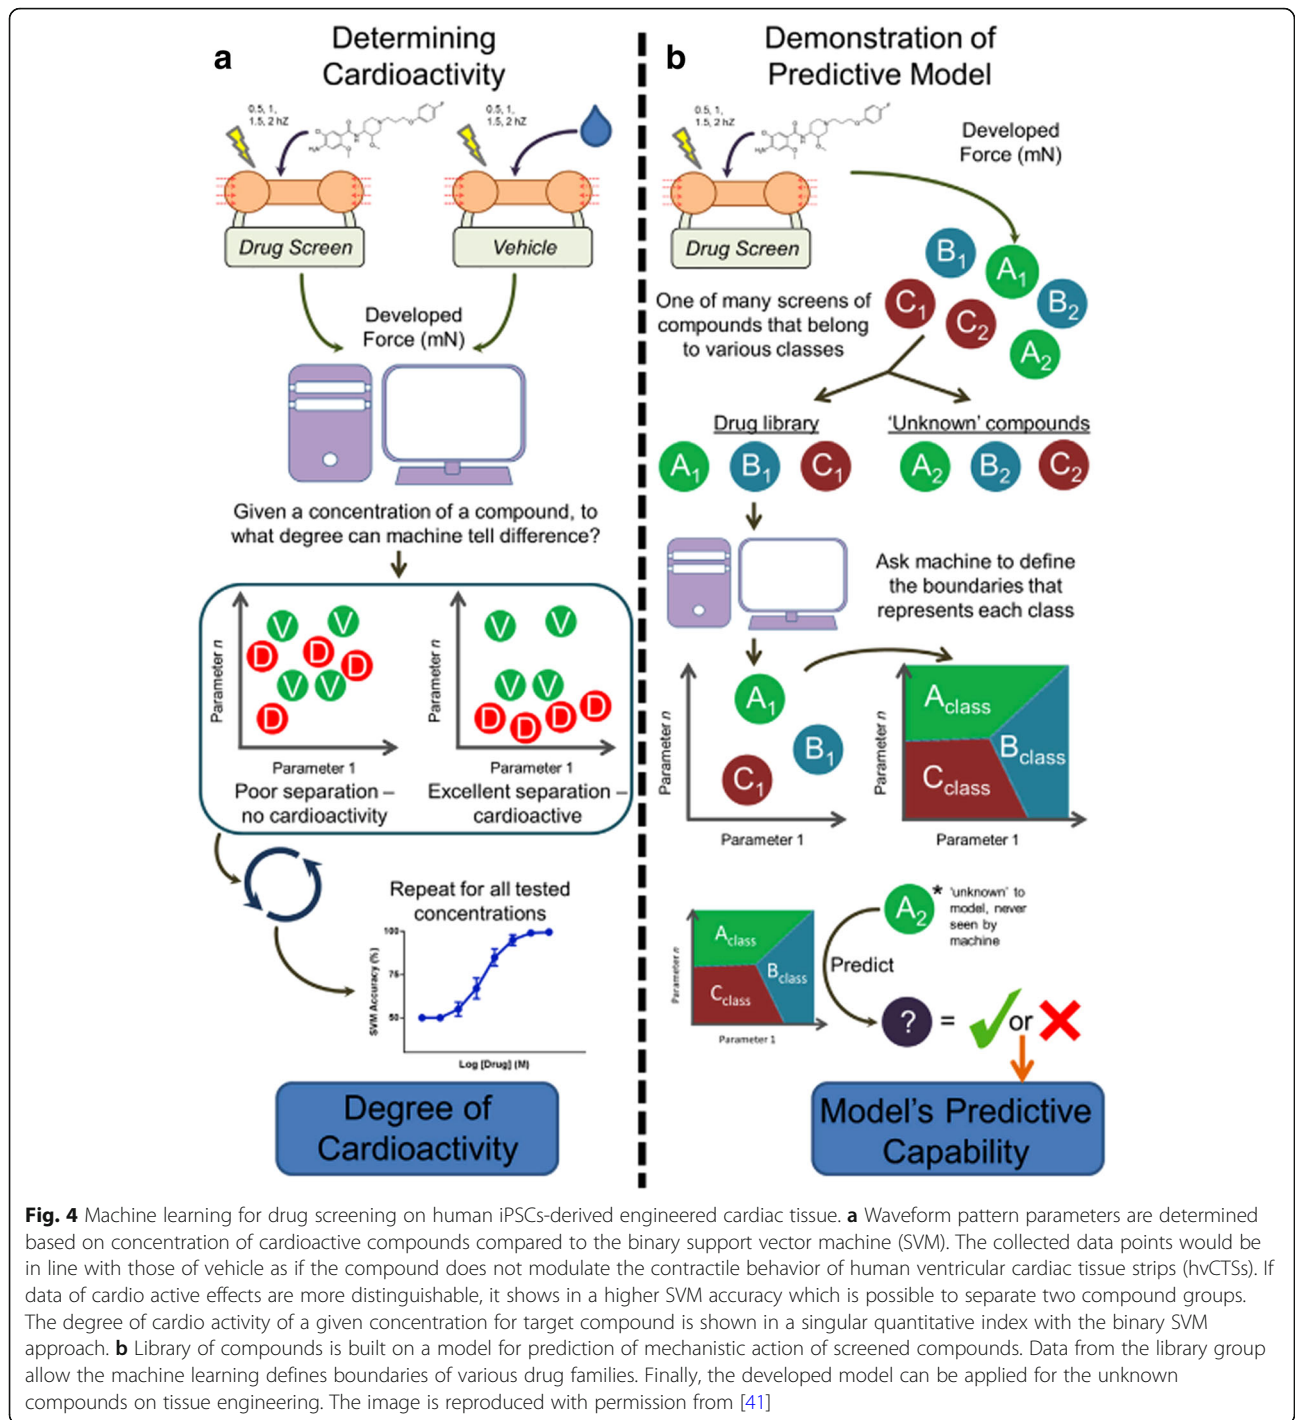 a
Determining
Cardioactivity
0.5, 1,
1.5, 2 hZ
0.5, 1,
1.5, 2 hZ
Drug Screen
Vehicle
Developed
Force (mN)
Given a concentration of a compound, to
what degree can machine tell difference?
Parameter n
V
V
D
D
D
V
V
D
Parameter 1
Poor separation –
no cardioactivity
Parameter n
V
V
V
V
D
D
D
D
Parameter 1
Excellent separation –
cardioactive
Repeat for all tested
concentrations
SVM Accuracy (%)
100
75
50
Log [Drug] (M)
Degree of
Cardioactivity
b
Demonstration of
Predictive Model
0.5, 1,
1.5, 2 hZ
Drug Screen
Developed
Force (mN)
One of many screens of
compounds that belong
to various classes
B1
A1
C1
C2
B2
A2
Drug library
A1 B1 C1
'Unknown' compounds
A2 B2 C2
Ask machine to define
the boundaries that
represents each class
Parameter n
A1
B1
C1
Parameter 1
Parameter n
Aclass
Bclass
Cclass
Parameter 1
Parameter n
Aclass
Bclass
Cclass
Parameter 1
A2
* 'unknown' to
model, never
seen by
machine
Predict
? = or
Model's Predictive
Capability
Fig. 4 Machine learning for drug screening on human iPSCs-derived engineered cardiac tissue. a Waveform pattern parameters are determined
based on concentration of cardioactive compounds compared to the binary support vector machine (SVM). The collected data points would be
in line with those of vehicle as if the compound does not modulate the contractile behavior of human ventricular cardiac tissue strips (hvCTSs). If
data of cardio active effects are more distinguishable, it shows in a higher SVM accuracy which is possible to separate two compound groups.
The degree of cardio activity of a given concentration for target compound is shown in a singular quantitative index with the binary SVM
approach. b Library of compounds is built on a model for prediction of mechanistic action of screened compounds. Data from the library group
allow the machine learning defines boundaries of various drug families. Finally, the developed model can be applied for the unknown
compounds on tissue engineering. The image is reproduced with permission from [41]